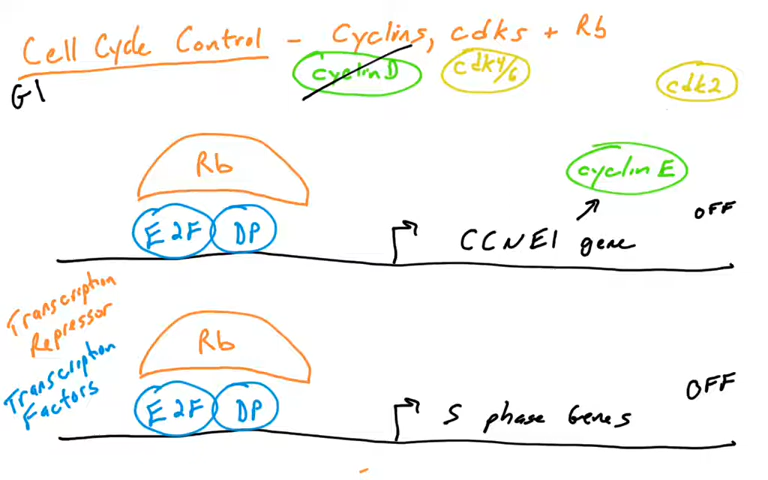 Cell Cycle Control - Cyclins, cdks + Rb
G1
cyclin D
cdk4/6
cdk2
Rb
cyclin E
E2F
DP
CCNE1 gene
OFF
Transcription
Repressor
Rb
Transcription
Factors
E2F
DP
S phase Genes
OFF